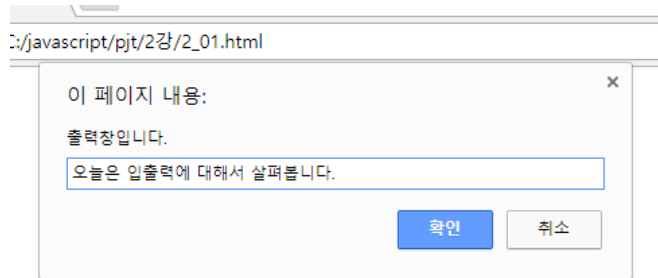 C:/javascript/pjt/2강/2_01.html
이 페이지 내용:
출력창입니다.
오늘은 입출력에 대해서 살펴봅니다.
확인 취소